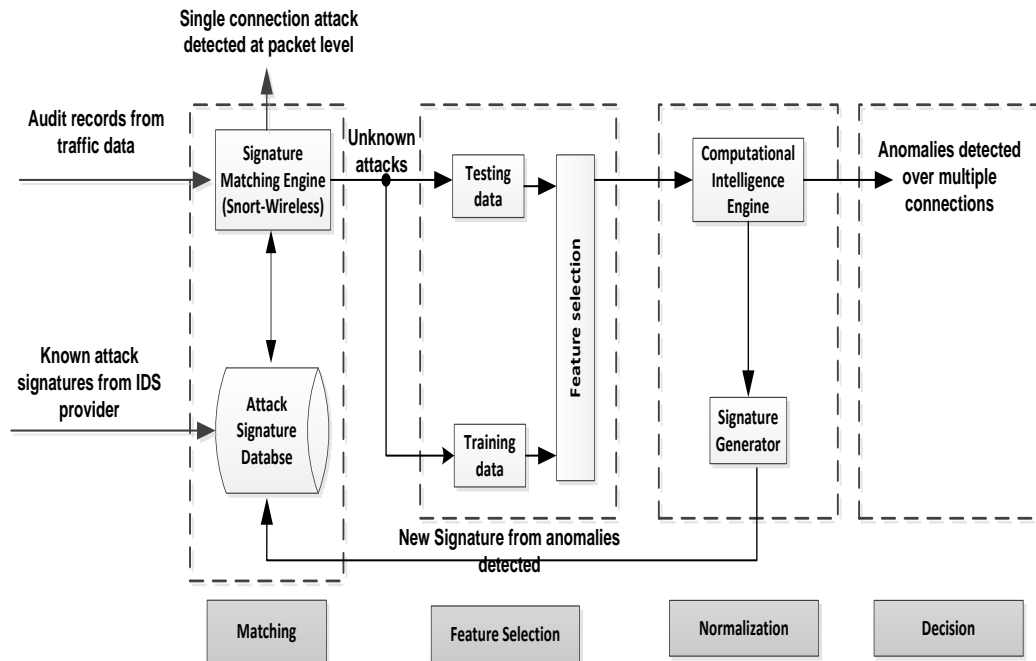 Single connection attack
detected at packet level
Audit records from
traffic data
Signature
Matching Engine
(Snort-Wireless)
Unknown
attacks
Testing
data
Feature selection
Computational
Intelligence
Engine
Anomalies detected
over multiple
connections
Known attack
signatures from IDS
provider
Attack
Signature
Databse
Training
data
Signature
Generator
New Signature from anomalies
detected
Matching
Feature Selection
Normalization
Decision